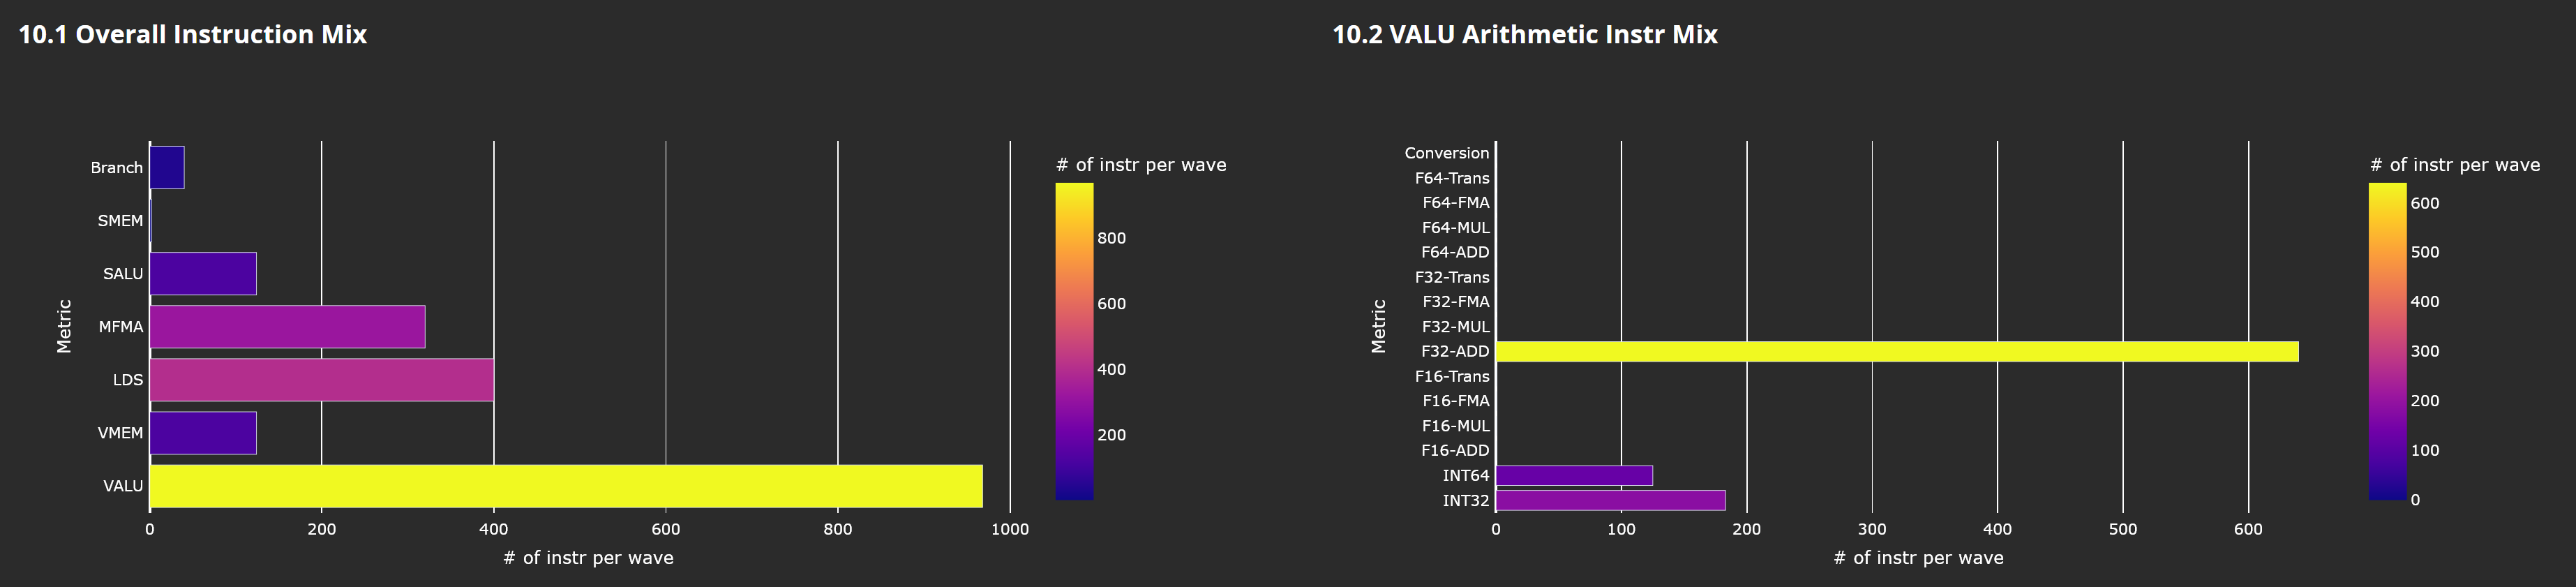 10.1 Overall Instruction Mix
Metric
Branch
SMEM
SALU
MFMA
LDS
VMEM
VALU
0 200 400 600 800 1000
# of instr per wave
# of instr per wave
800
600
400
200
10.2 VALU Arithmetic Instr Mix
Metric
Conversion
F64-Trans
F64-FMA
F64-MUL
F64-ADD
F32-Trans
F32-FMA
F32-MUL
F32-ADD
F16-Trans
F16-FMA
F16-MUL
F16-ADD
INT64
INT32
0 100 200 300 400 500 600
# of instr per wave
# of instr per wave
600
500
400
300
200
100
0